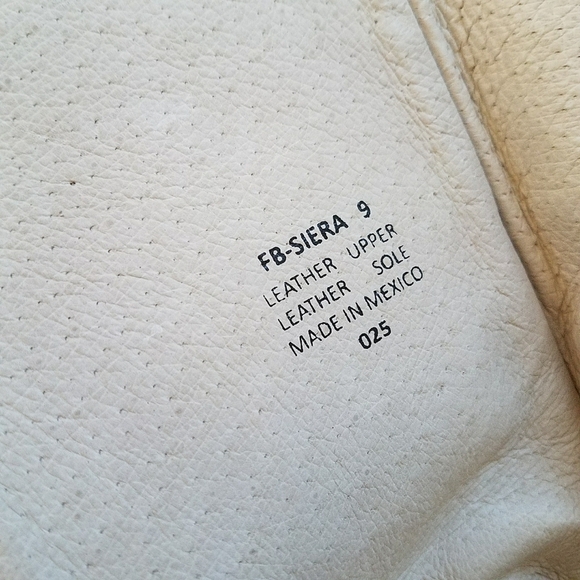 FB-SIERA 9
LEATHER UPPER
LEATHER SOLE
MADE IN MEXICO
025